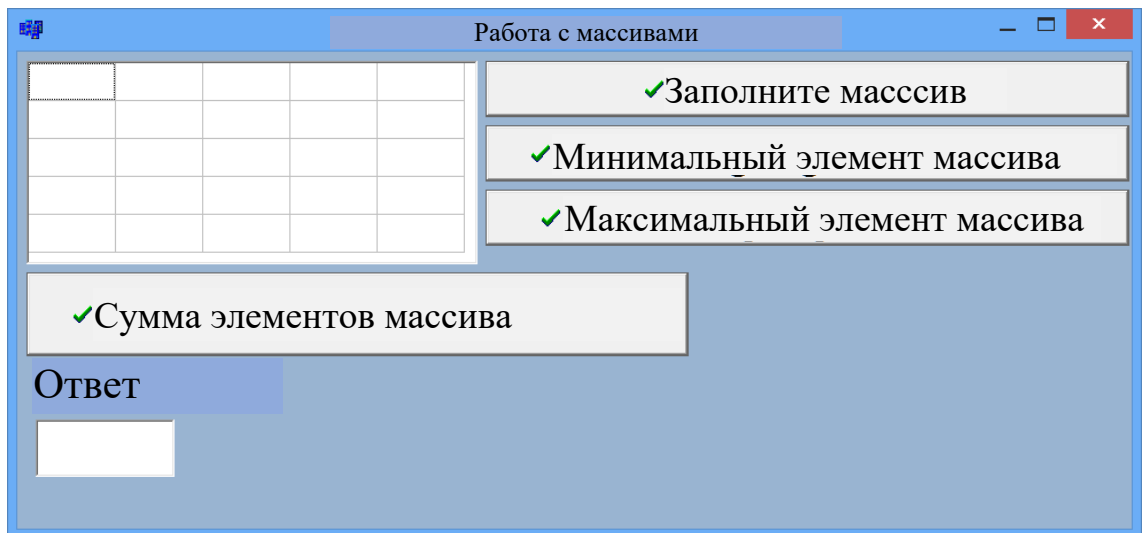 Работа с массивами
Заполните масссив
Минимальный элемент массива
Максимальный элемент массива
Сумма элементов массива
Ответ